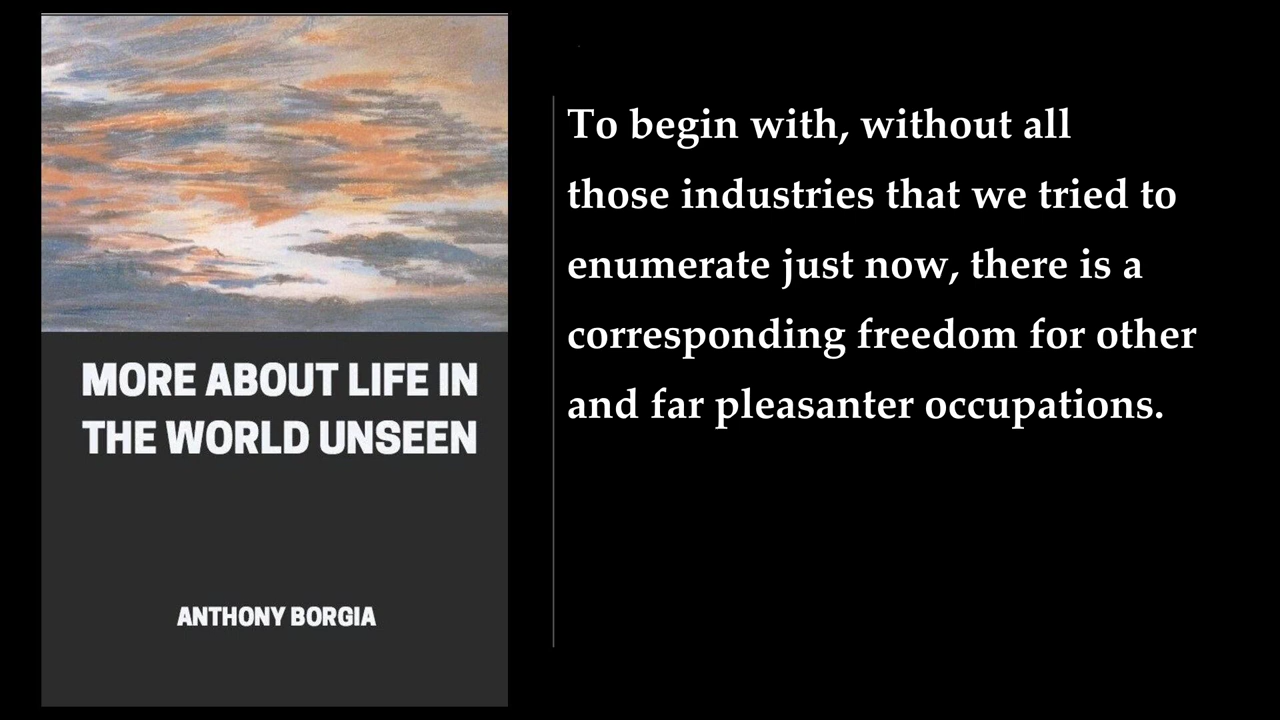 MORE ABOUT LIFE IN
THE WORLD UNSEEN
ANTHONY BORGIA
To begin with, without all
those industries that we tried to
enumerate just now, there is a
corresponding freedom for other
and far pleasanter occupations.